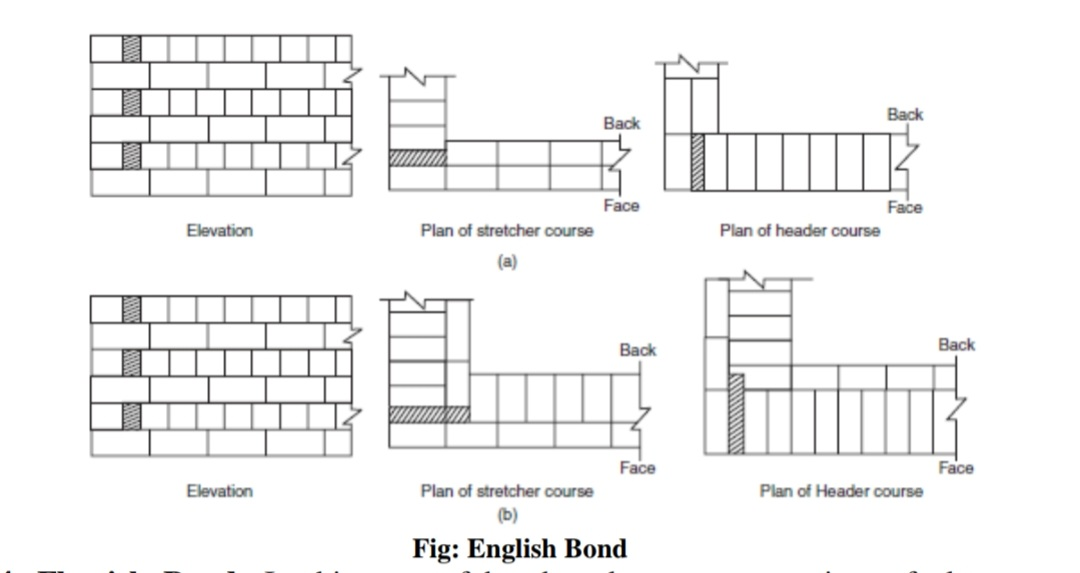 Back
Back
Face
Face
Elevation
Plan of stretcher course
Plan of header course
(a)
Back
Back
Face
Face
Elevation
Plan of stretcher course
Plan of Header course
(b)
Fig: English Bond